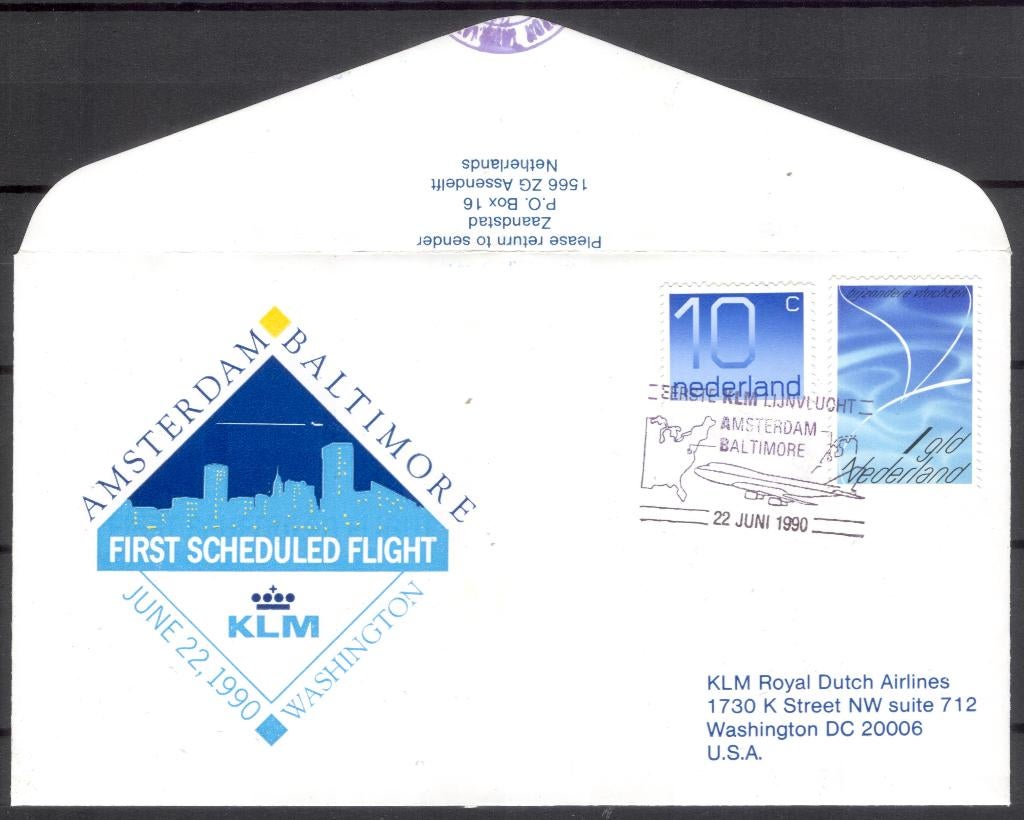 Please return to sender
Zaandstad
P.O. Box 16
1566 ZG Assendelft
Netherlands
AMSTERDAM
BALTIMORE
FIRST SCHEDULED FLIGHT
KLM
JUNE 22, 1990
WASHINGTON
10 c
nederland
bijzondere vluchten
1 gld
Nederland
EERSTE KLM LIJNVLUCHT
AMSTERDAM
BALTIMORE
22 JUNI 1990
KLM Royal Dutch Airlines
1730 K Street NW suite 712
Washington DC 20006
U.S.A.